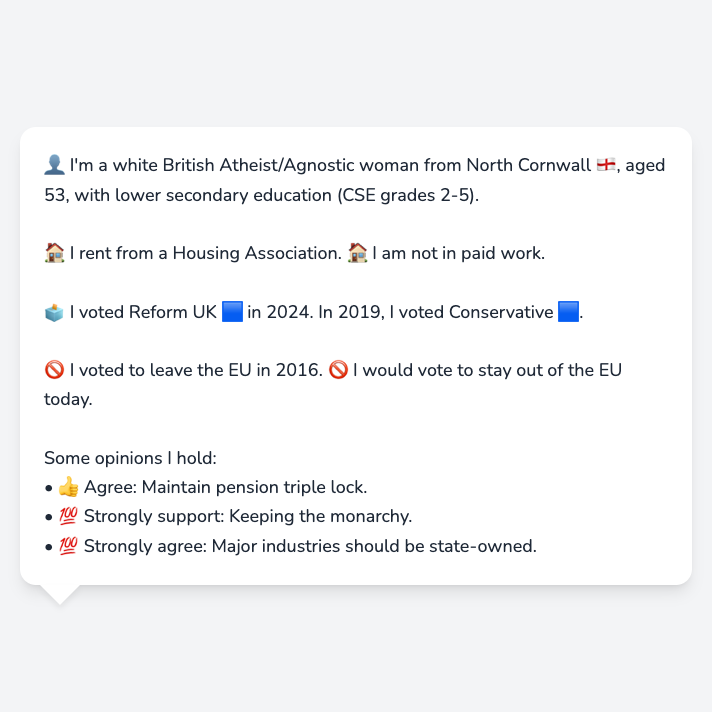 👤 I'm a white British Atheist/Agnostic woman from North Cornwall 🏴󠁧󠁢󠁥󠁮󠁧󠁿, aged
53, with lower secondary education (CSE grades 2-5).
🏠 I rent from a Housing Association. 🏠 I am not in paid work.
🗳️ I voted Reform UK 🟦 in 2024. In 2019, I voted Conservative 🟦.
🚫 I voted to leave the EU in 2016. 🚫 I would vote to stay out of the EU
today.
Some opinions I hold:
• 👍 Agree: Maintain pension triple lock.
• 💯 Strongly support: Keeping the monarchy.
• 💯 Strongly agree: Major industries should be state-owned.